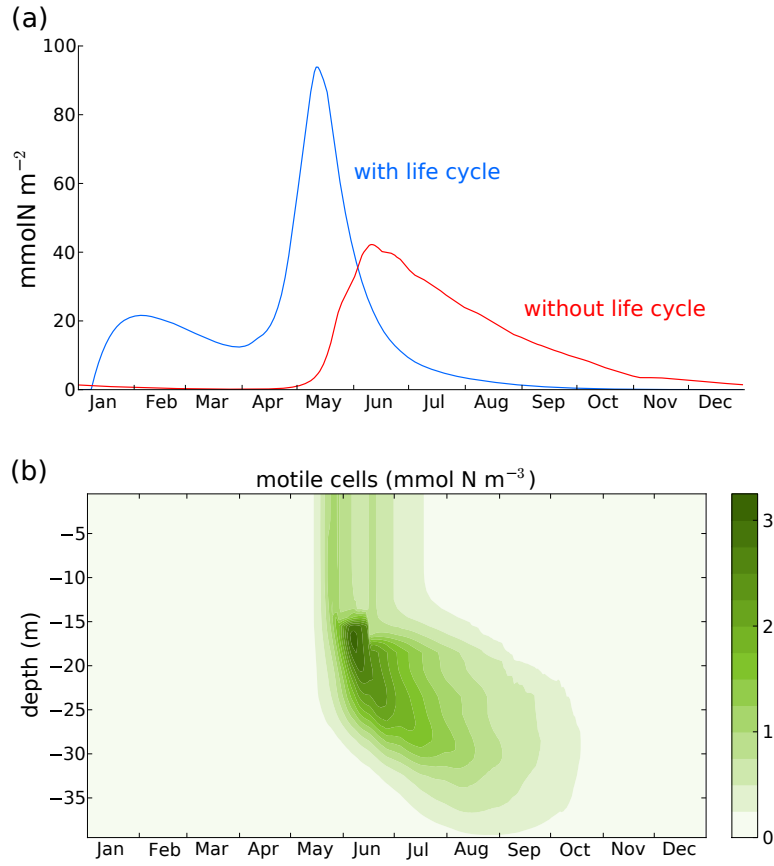 (a)
100
80
60
40
20
0
mmolN m⁻²
with life cycle
without life cycle
Jan Feb Mar Apr May Jun Jul Aug Sep Oct Nov Dec
(b)
motile cells (mmol N m⁻³)
−5
−10
−15
−20
−25
−30
−35
depth (m)
3
2
1
0
Jan Feb Mar Apr May Jun Jul Aug Sep Oct Nov Dec